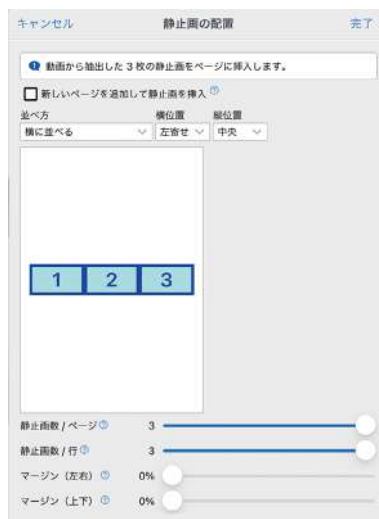 キャンセル 静止画の配置 完了
動画から抽出した3枚の静止画をページに挿入します。
新しいページを追加して静止画を挿入
並べ方 横位置 縦位置
横に並べる 左寄せ 中央
1 2 3
静止画数 / ページ 3
静止画数 / 行 3
マージン（左右） 0%
マージン（上下） 0%